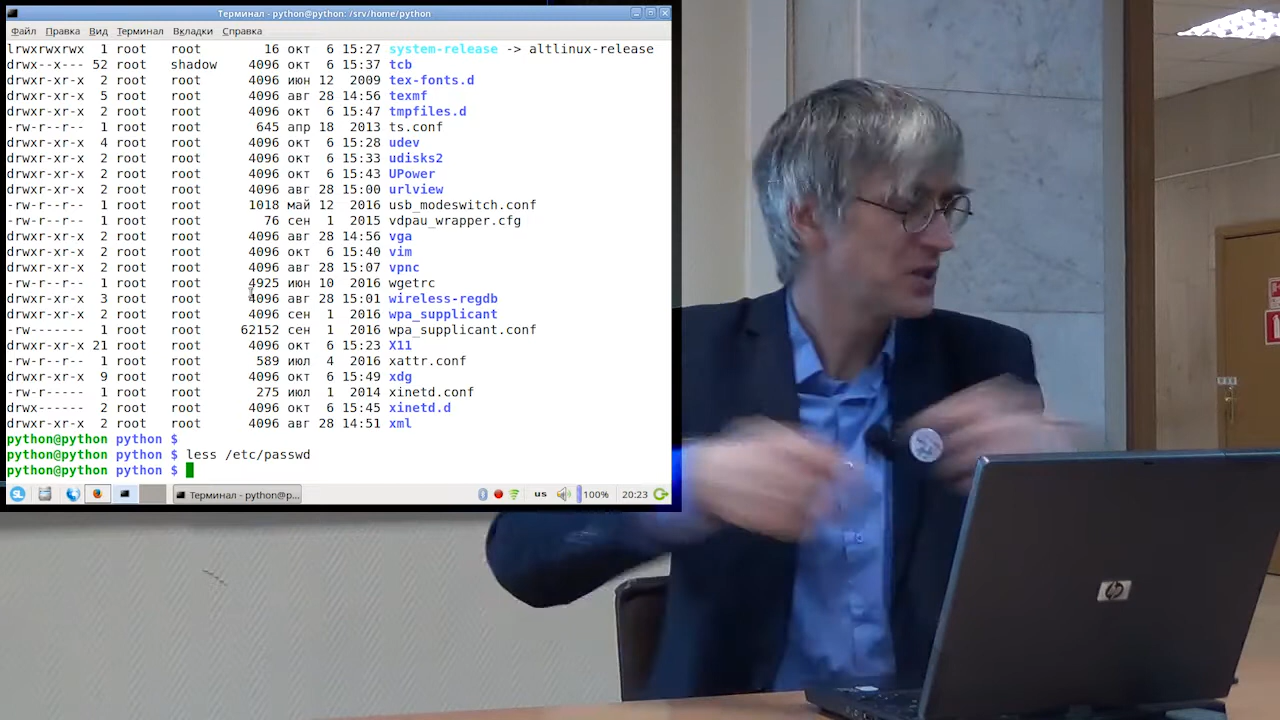 Терминал - python@python: /srv/home/python
Файл Правка Вид Терминал Вкладки Справка
lrwxrwxrwx 1 root root 16 окт 6 15:27 system-release -> altlinux-release
drwx--x--- 52 root shadow 4096 окт 6 15:37 tcb
drwxr-xr-x 2 root root 4096 июн 12 2009 tex-fonts.d
drwxr-xr-x 5 root root 4096 авг 28 14:56 texmf
drwxr-xr-x 2 root root 4096 окт 6 15:47 tmpfiles.d
-rw-r--r-- 1 root root 645 апр 18 2013 ts.conf
drwxr-xr-x 4 root root 4096 окт 6 15:28 udev
drwxr-xr-x 2 root root 4096 окт 6 15:33 udisks2
drwxr-xr-x 2 root root 4096 окт 6 15:43 UPower
drwxr-xr-x 2 root root 4096 авг 28 15:00 urlview
-rw-r--r-- 1 root root 1018 май 12 2016 usb_modeswitch.conf
-rw-r--r-- 1 root root 76 сен 1 2015 vdpau_wrapper.cfg
drwxr-xr-x 2 root root 4096 авг 28 14:56 vga
drwxr-xr-x 2 root root 4096 окт 6 15:40 vim
drwxr-xr-x 2 root root 4096 авг 28 15:07 vpnc
-rw-r--r-- 1 root root 4925 июн 10 2016 wgetrc
drwxr-xr-x 3 root root 4096 авг 28 15:01 wireless-regdb
drwxr-xr-x 2 root root 4096 сен 1 2016 wpa_supplicant
-rw------- 1 root root 62152 сен 1 2016 wpa_supplicant.conf
drwxr-xr-x 21 root root 4096 окт 6 15:23 X11
-rw-r--r-- 1 root root 589 июл 4 2016 xattr.conf
drwxr-xr-x 9 root root 4096 окт 6 15:49 xdg
-rw-r----- 1 root root 275 июл 1 2014 xinetd.conf
drwx------ 2 root root 4096 окт 6 15:45 xinetd.d
drwxr-xr-x 2 root root 4096 авг 28 14:51 xml
python@python python $
python@python python $ less /etc/passwd
python@python python $
Терминал - python@p... us 100% 20:23
hp